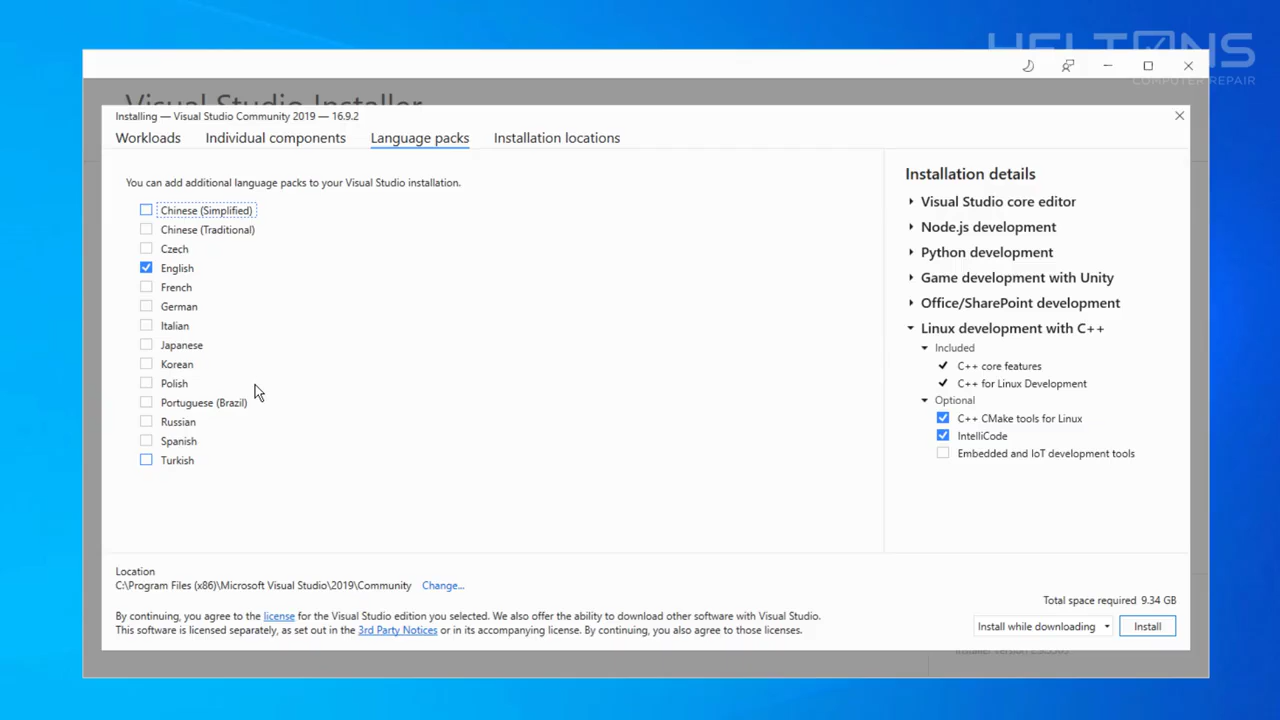 HELTONS
COMPUTER REPAIR
Visual Studio Installer
Installing — Visual Studio Community 2019 — 16.9.2
Workloads Individual components Language packs Installation locations
You can add additional language packs to your Visual Studio installation.
Chinese (Simplified)
Chinese (Traditional)
Czech
English
French
German
Italian
Japanese
Korean
Polish
Portuguese (Brazil)
Russian
Spanish
Turkish
Installation details
Visual Studio core editor
Node.js development
Python development
Game development with Unity
Office/SharePoint development
Linux development with C++
Included
C++ core features
C++ for Linux Development
Optional
C++ CMake tools for Linux
IntelliCode
Embedded and IoT development tools
Location
C:\Program Files (x86)\Microsoft Visual Studio\2019\Community Change...
By continuing, you agree to the license for the Visual Studio edition you selected. We also offer the ability to download other software with Visual Studio.
This software is licensed separately, as set out in the 3rd Party Notices or in its accompanying license. By continuing, you also agree to those licenses.
Total space required 9.34 GB
Install while downloading Install